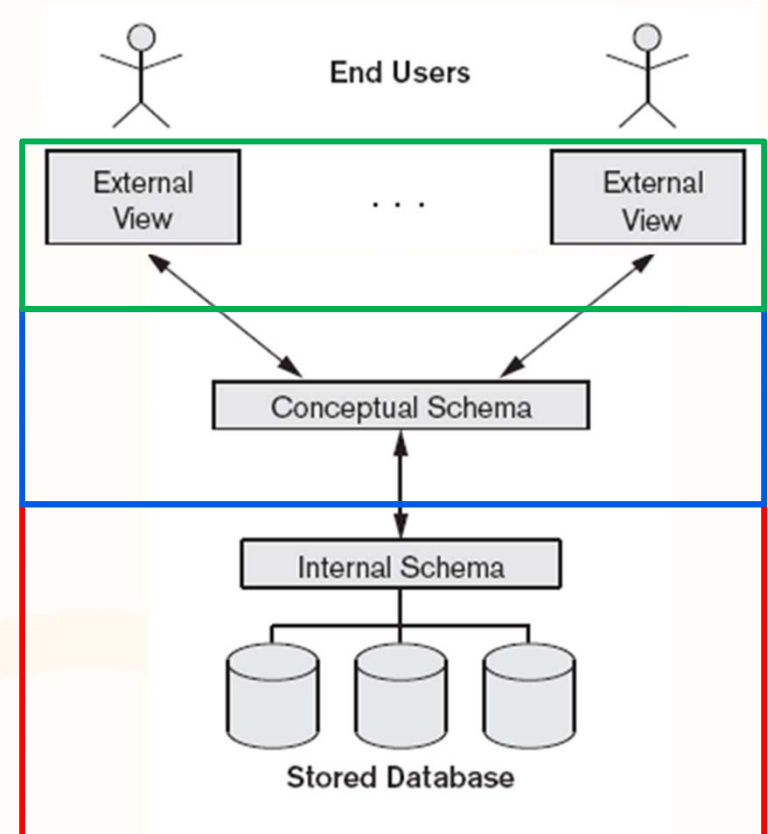 End Users
External
View
. . .
External
View
Conceptual Schema
Internal Schema
Stored Database